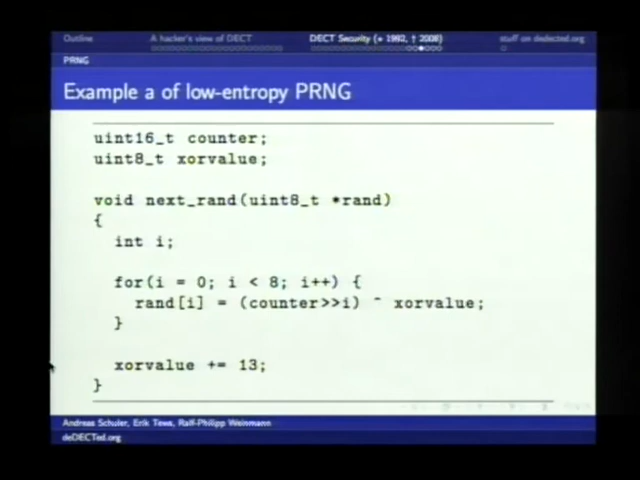 Outline
A hacker's view of DECT
DECT Security (* 1992, † 2008)
stuff on dedected.org
PRNG
Example a of low-entropy PRNG
uint16_t counter;
uint8_t xorvalue;
void next_rand(uint8_t *rand)
{
int i;
for(i = 0; i < 8; i++) {
rand[i] = (counter>>i) ^ xorvalue;
}
xorvalue += 13;
}
Andreas Schuler, Erik Tews, Ralf-Philipp Weinmann
deDECTed.org